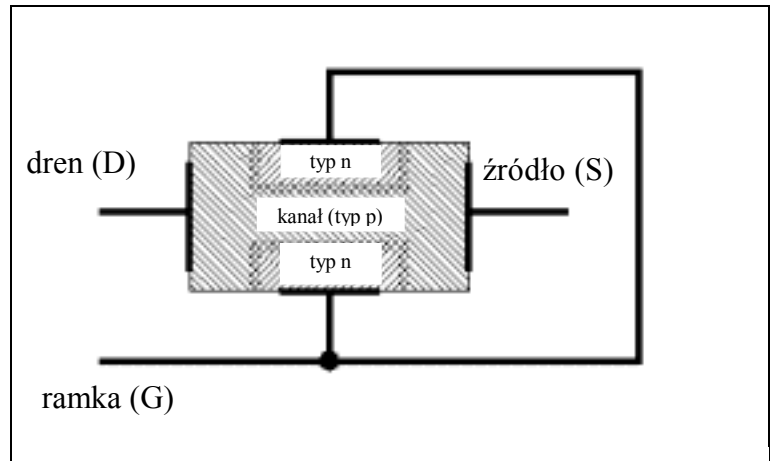 typ n
dren (D)
źródło (S)
kanał (typ p)
typ n
ramka (G)